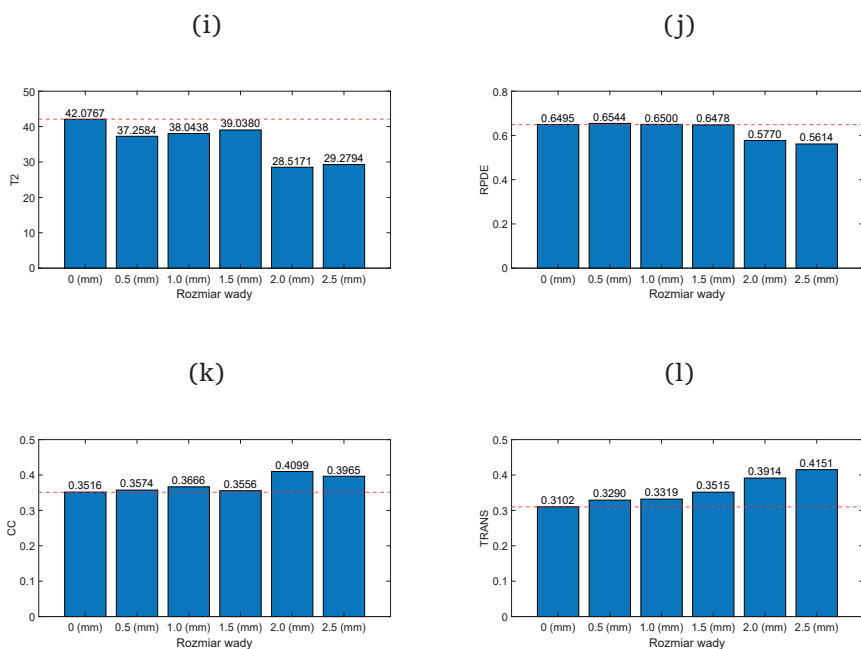 (i)
50
40
30
20
10
0
T2
42.0767
37.2584
38.0438
39.0380
28.5171
29.2794
0 (mm) 0.5 (mm) 1.0 (mm) 1.5 (mm) 2.0 (mm) 2.5 (mm)
Rozmiar wady
(j)
0.8
0.6
0.4
0.2
0
RPDE
0.6495
0.6544
0.6500
0.6478
0.5770
0.5614
0 (mm) 0.5 (mm) 1.0 (mm) 1.5 (mm) 2.0 (mm) 2.5 (mm)
Rozmiar wady
(k)
0.5
0.4
0.3
0.2
0.1
0
CC
0.3516
0.3574
0.3666
0.3556
0.4099
0.3965
0 (mm) 0.5 (mm) 1.0 (mm) 1.5 (mm) 2.0 (mm) 2.5 (mm)
Rozmiar wady
(l)
0.5
0.4
0.3
0.2
0.1
0
TRANS
0.3102
0.3290
0.3319
0.3515
0.3914
0.4151
0 (mm) 0.5 (mm) 1.0 (mm) 1.5 (mm) 2.0 (mm) 2.5 (mm)
Rozmiar wady